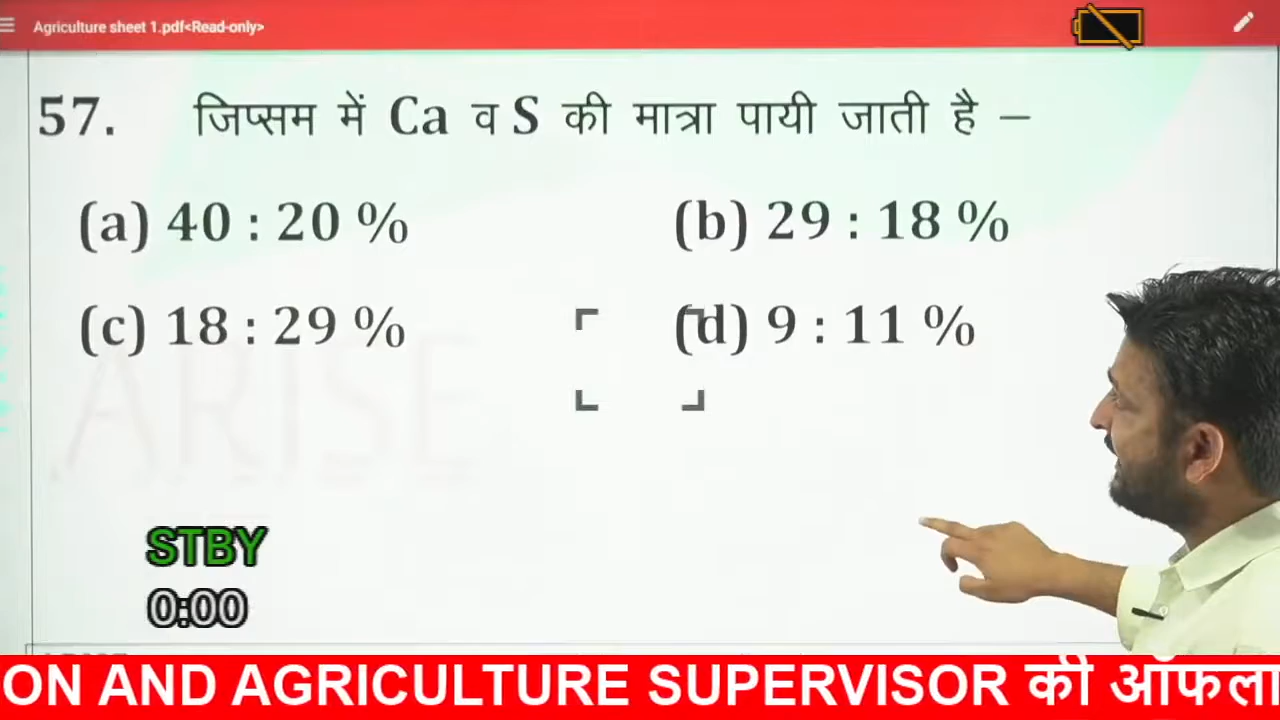 Agriculture sheet 1.pdf<Read-only>
57. जिप्सम में Ca व S की मात्रा पायी जाती है –
(a) 40 : 20 %
(b) 29 : 18 %
(c) 18 : 29 %
(d) 9 : 11 %
ARISE
STBY
0:00
ON AND AGRICULTURE SUPERVISOR की ऑफला